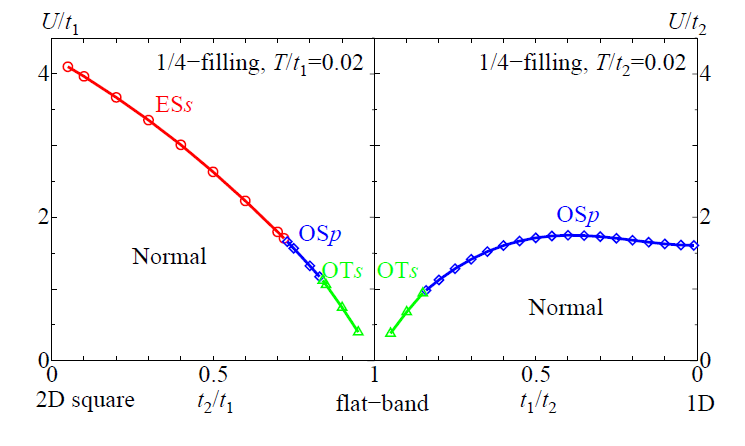 U/t1 U/t2
1/4−filling, T/t1=0.02 1/4−filling, T/t2=0.02
4 4
ESs
2 OSp OSp 2
Normal OTs OTs Normal
0 0
0 0.5 1 0.5 0
2D square t2/t1 flat−band t1/t2 1D